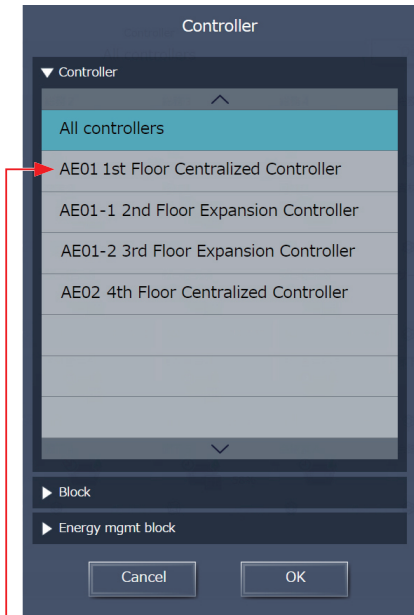 Controller
Controller
All controllers
AE01 1st Floor Centralized Controller
AE01-1 2nd Floor Expansion Controller
AE01-2 3rd Floor Expansion Controller
AE02 4th Floor Centralized Controller
Block
Energy mgmt block
Cancel OK